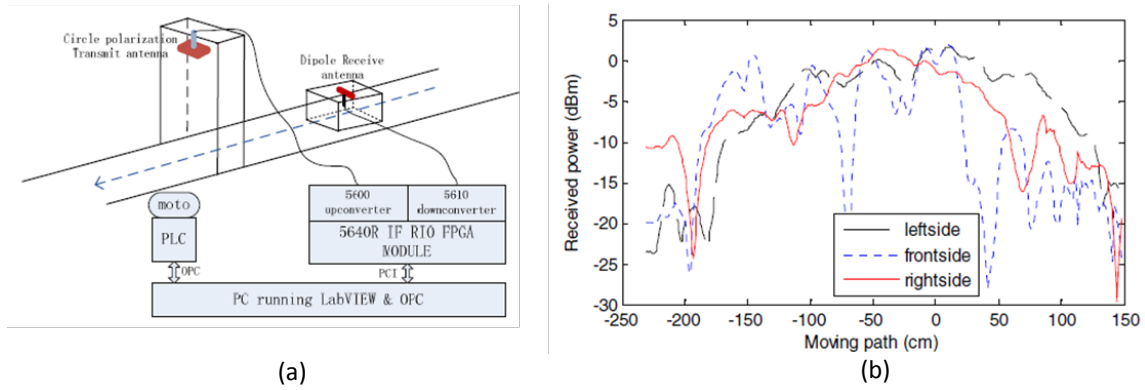 Circle polarization
Transmit antenna
Dipole Receive
antenna
moto
PLC
OPC
5600
upconverter
5610
downconverter
5640R IF RIO FPGA
MODULE
PCI
PC running LabVIEW & OPC
(a)
Received power (dBm)
5
0
-5
-10
-15
-20
-25
-30
-250
-200
-150
-100
-50
0
50
100
150
Moving path (cm)
leftside
frontside
rightside
(b)